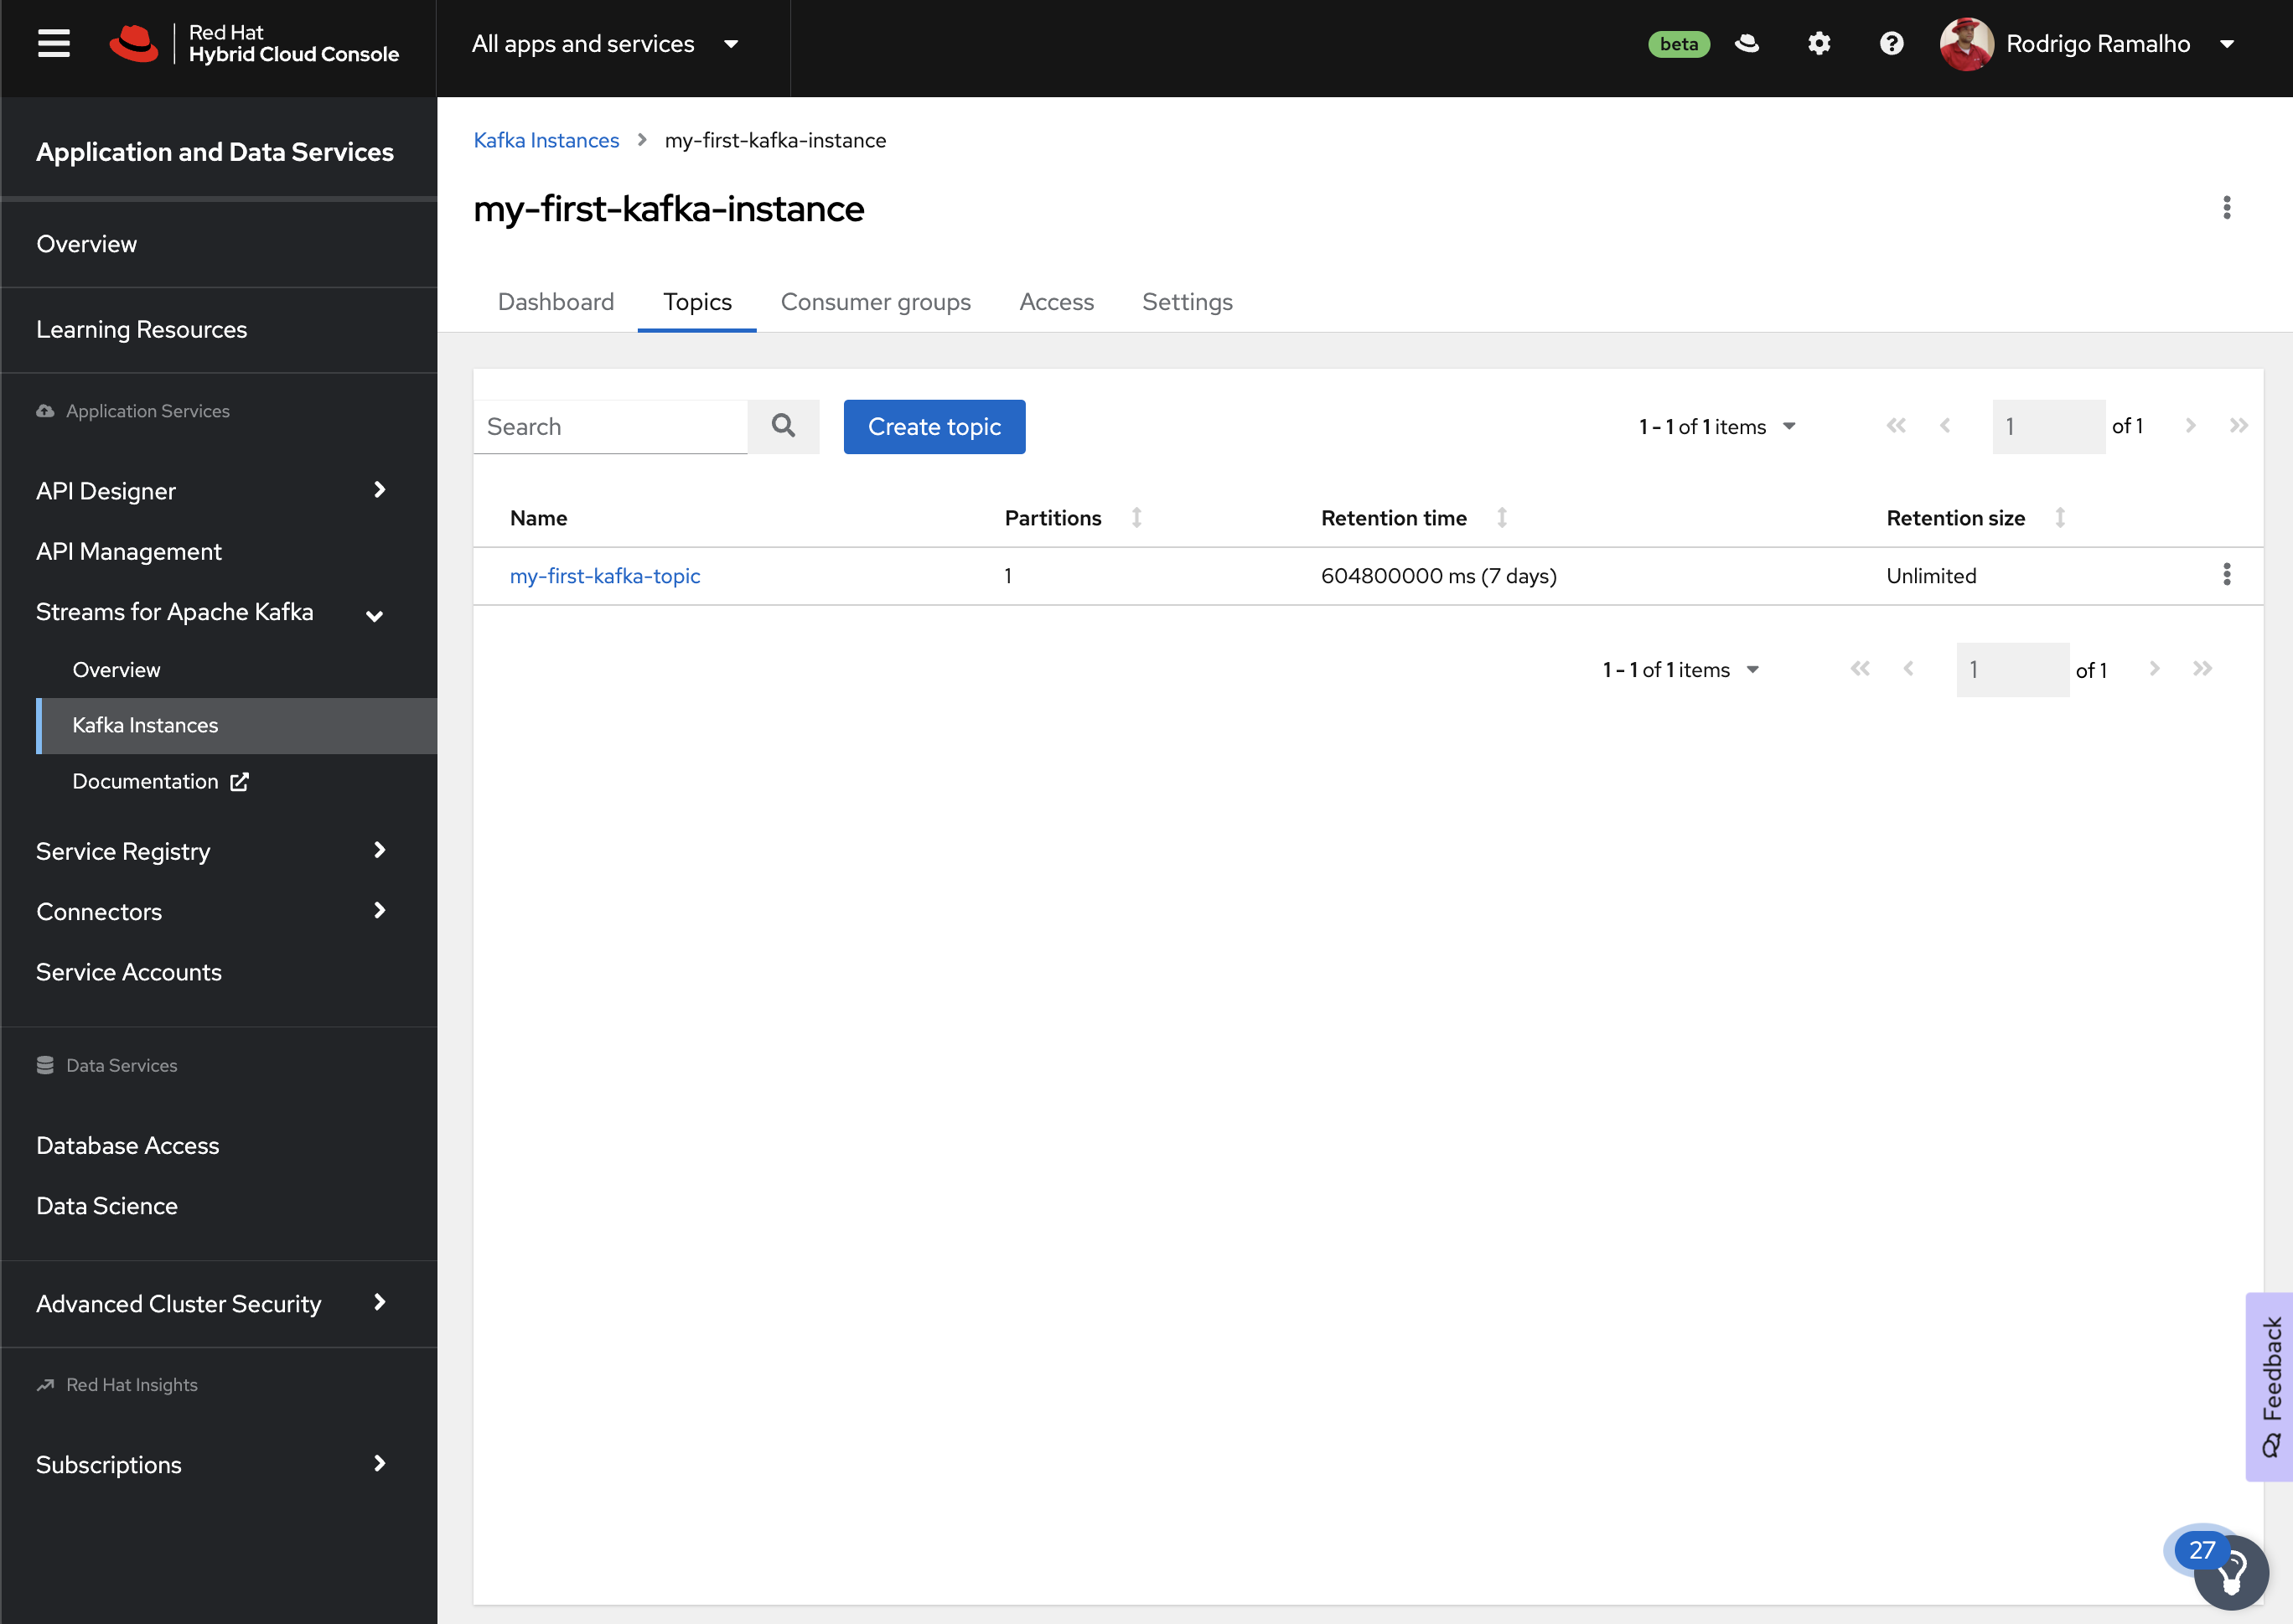 Red Hat
Hybrid Cloud Console
All apps and services
beta
Rodrigo Ramalho
Application and Data Services
Overview
Learning Resources
Application Services
API Designer
API Management
Streams for Apache Kafka
Overview
Kafka Instances
Documentation
Service Registry
Connectors
Service Accounts
Data Services
Database Access
Data Science
Advanced Cluster Security
Red Hat Insights
Subscriptions
Kafka Instances > my-first-kafka-instance
my-first-kafka-instance
Dashboard Topics Consumer groups Access Settings
Search Create topic 1 - 1 of 1 items 1 of 1
Name Partitions Retention time Retention size
my-first-kafka-topic 1 604800000 ms (7 days) Unlimited
1 - 1 of 1 items 1 of 1
Feedback
27